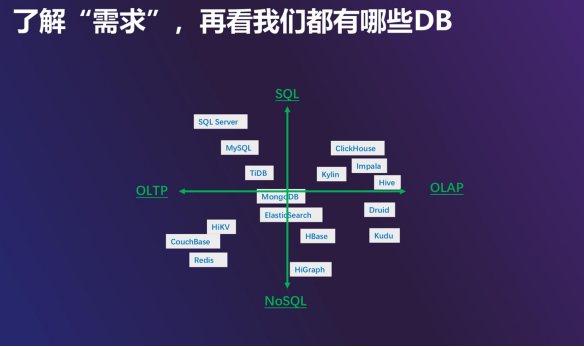 了解“需求”，再看我们都有哪些DB
SQL
SQL Server
MySQL
ClickHouse
Impala
TiDB
Kylin
Hive
OLTP
OLAP
MongoDB
Druid
ElasticSearch
HiKV
HBase
Kudu
CouchBase
Redis
HiGraph
NoSQL